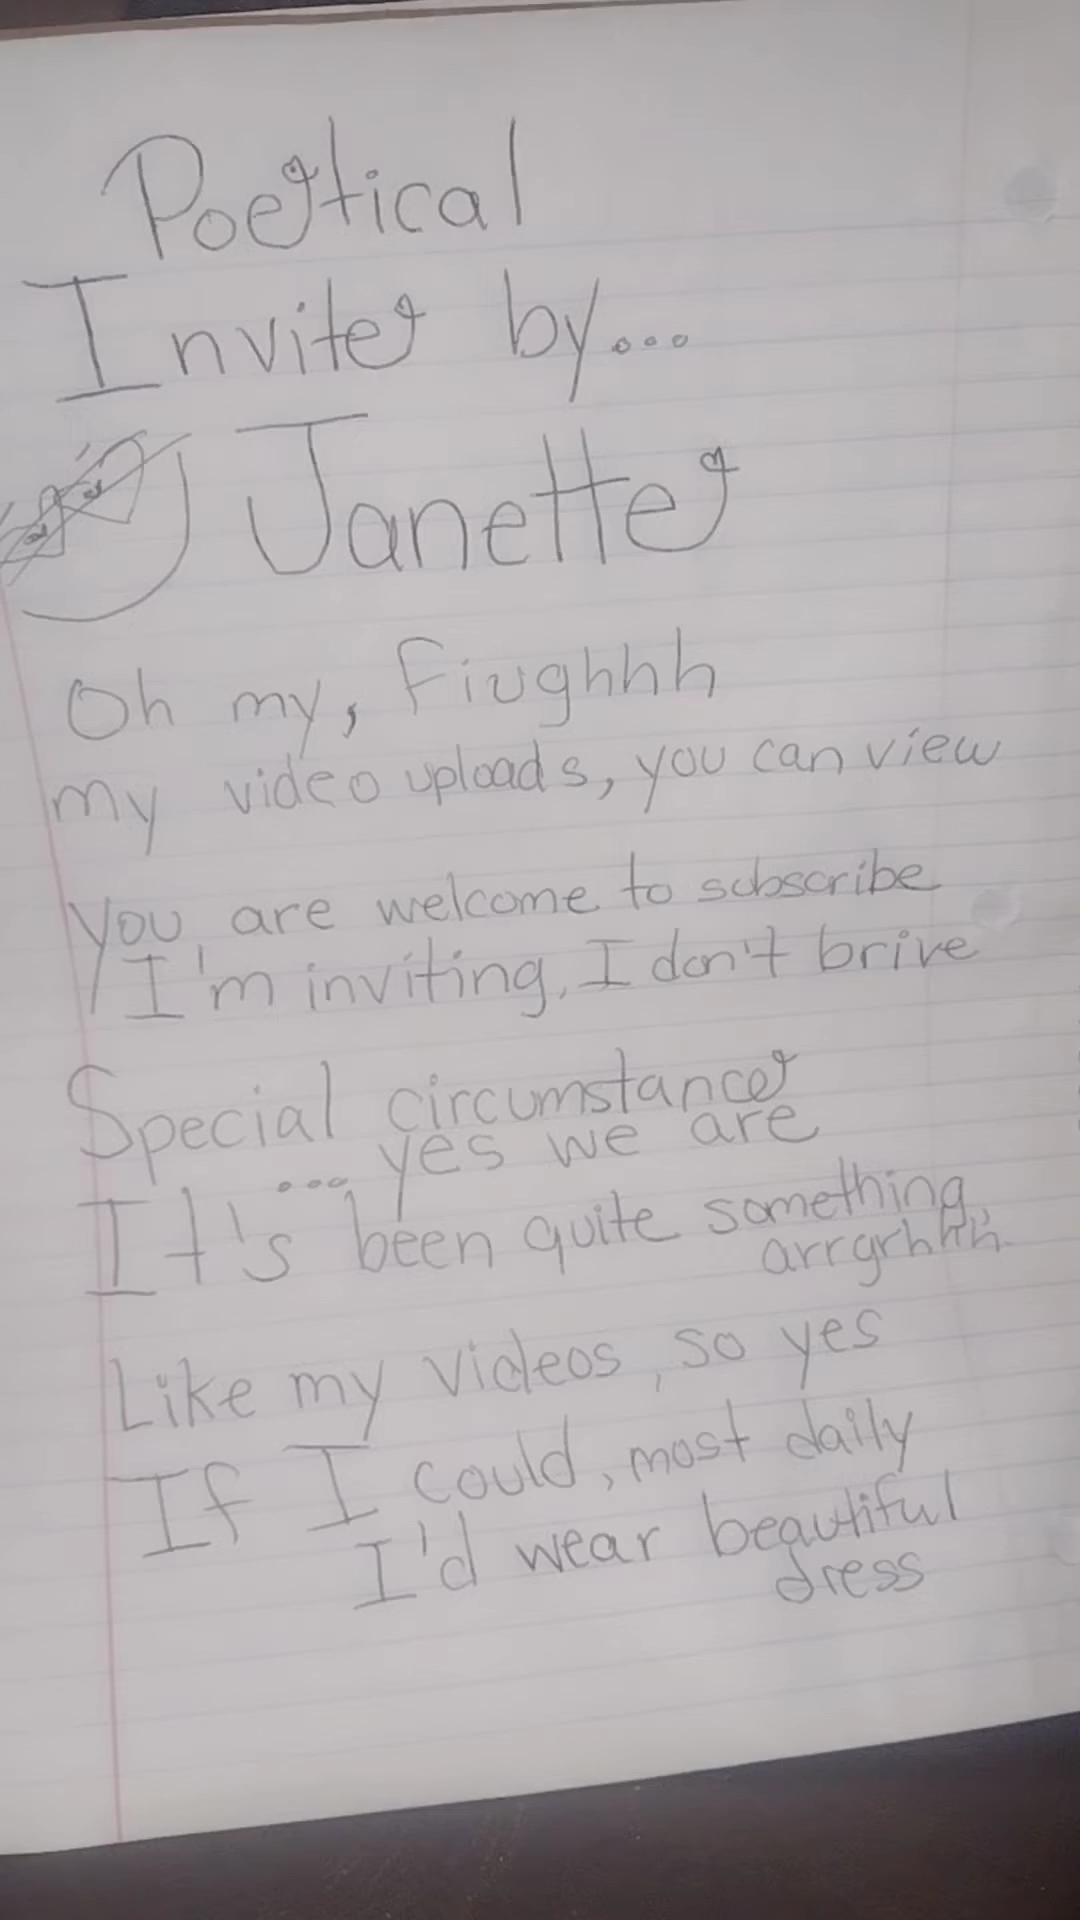 Poetical
Invite by...
Janette
Oh my, fiughhh
my video uploads, you can view
you are welcome to subscribe
I'm inviting, I don't brive
Special circumstance
... yes we are
It's been quite something,
arrgrhhh
Like my videos, so yes
If I could, most daily
I'd wear beautiful
dress